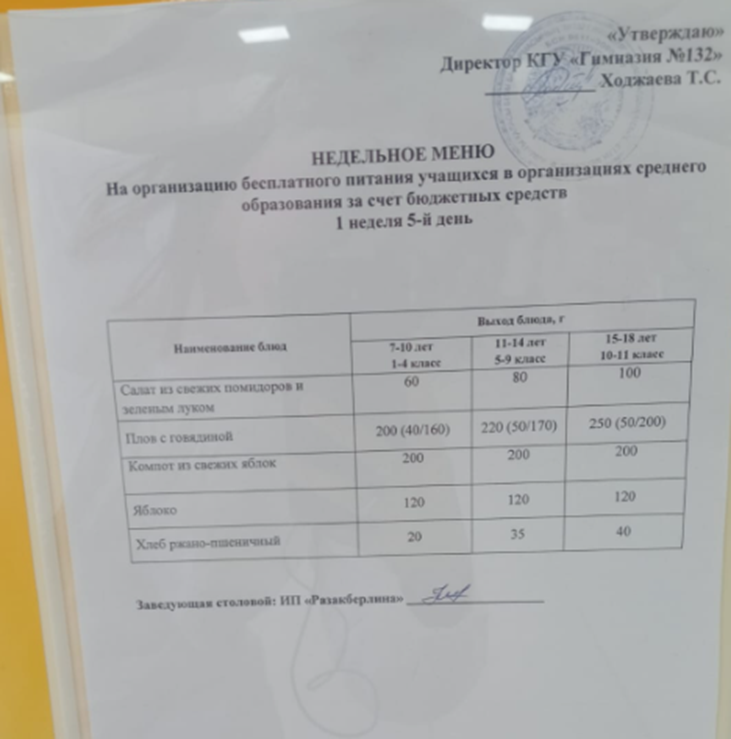 «Утверждаю»
Директор КГУ «Гимназия №132»
Ходжаева Т.С.
НЕДЕЛЬНОЕ МЕНЮ
На организацию бесплатного питания учащихся в организациях среднего
образования за счет бюджетных средств
1 неделя 5-й день
Наименование блюд
Выход блюда, г
7-10 лет
1-4 класс
11-14 лет
5-9 класс
15-18 лет
10-11 класс
Салат из свежих помидоров и
зеленым луком
60 80 100
Плов с говядиной 200 (40/160) 220 (50/170) 250 (50/200)
Компот из свежих яблок 200 200 200
Яблоко 120 120 120
Хлеб ржано-пшеничный 20 35 40
Заведующая столовой: ИП «Разакберлина»